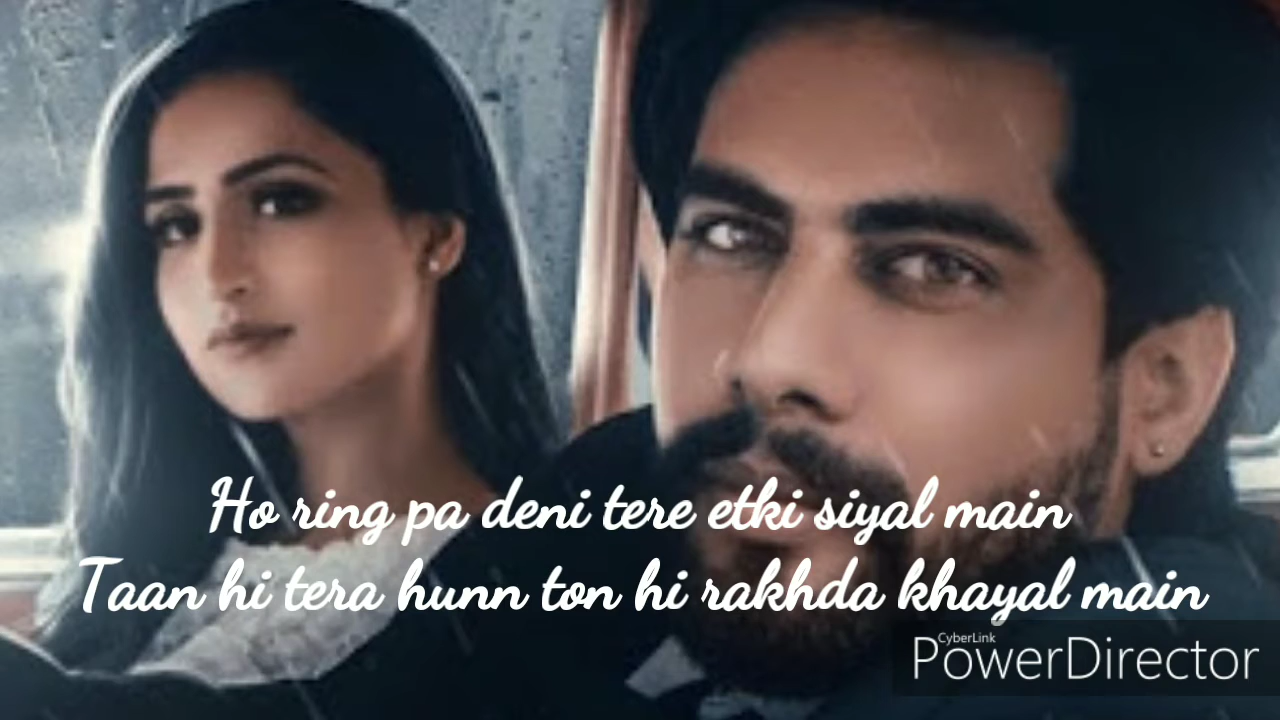 Ho ring pa deni tere etki siyal main
Taan hi tera hunn ton hi rakhda khayal main
CyberLink
PowerDirector